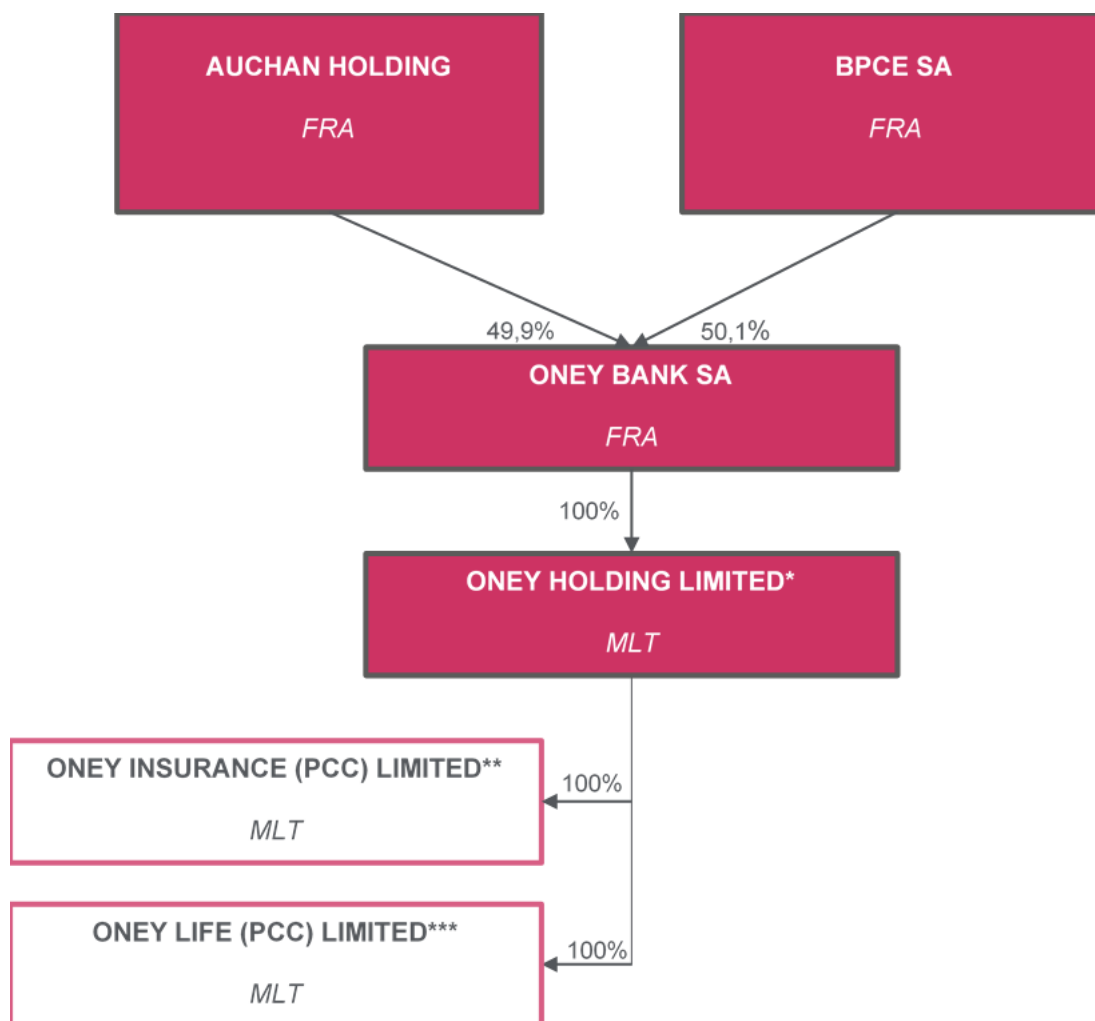 AUCHAN HOLDING
FRA
BPCE SA
FRA
49,9%
50,1%
ONEY BANK SA
FRA
100%
ONEY HOLDING LIMITED*
MLT
ONEY INSURANCE (PCC) LIMITED**
MLT
100%
ONEY LIFE (PCC) LIMITED***
MLT
100%